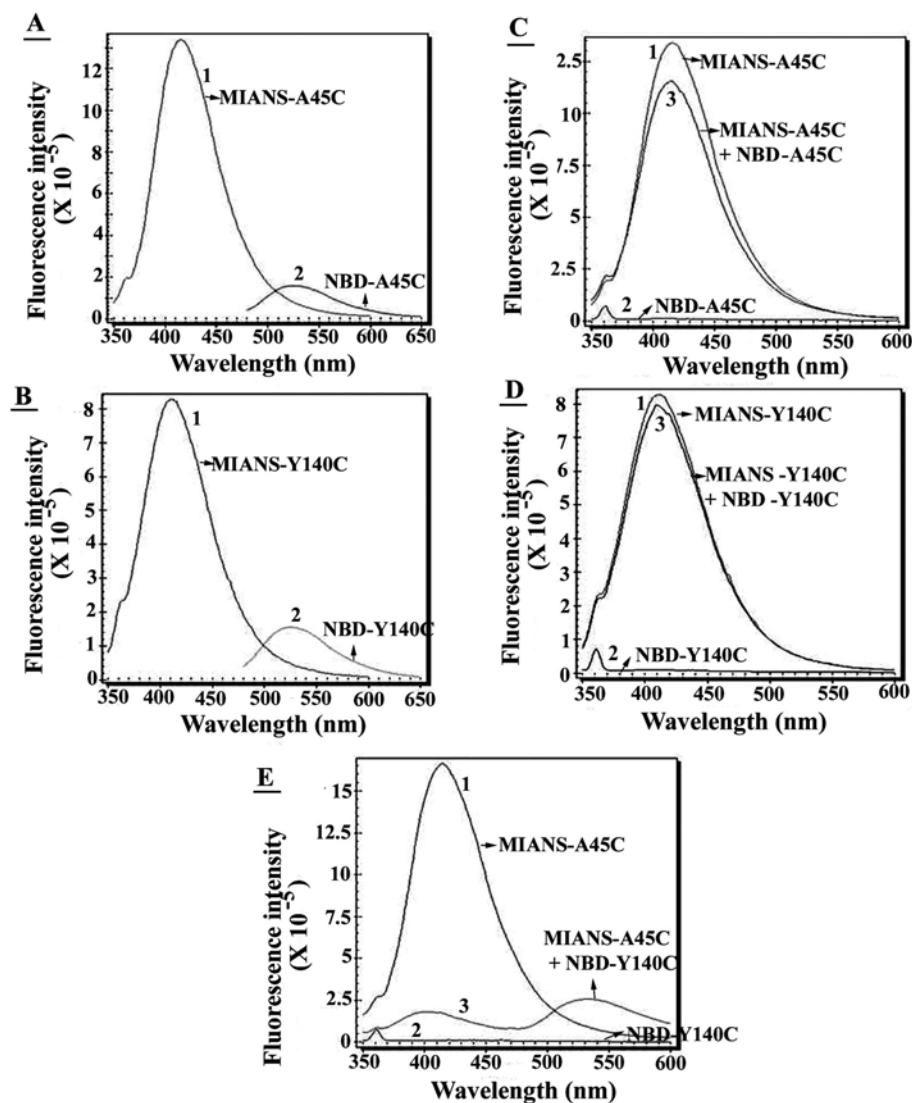 A
Fluorescence intensity
(X 10 -5)
12
10
8
6
4
2
0
1
MIANS-A45C
2
NBD-A45C
350 400 450 500 550 600 650
Wavelength (nm)
C
Fluorescence intensity
(X 10 -5)
2.5
10
7.5
5
2.5
0
1
MIANS-A45C
3
MIANS-A45C
+ NBD-A45C
2
NBD-A45C
350 400 450 500 550 600
Wavelength (nm)
B
Fluorescence intensity
(X 10 -5)
8
7
6
5
4
3
2
1
0
1
MIANS-Y140C
2
NBD-Y140C
350 400 450 500 550 600 650
Wavelength (nm)
D
Fluorescence intensity
(X 10 -5)
8
7
6
5
4
3
2
1
0
1
MIANS-Y140C
3
MIANS -Y140C
+ NBD -Y140C
2
NBD-Y140C
350 400 450 500 550 600
Wavelength (nm)
E
Fluorescence intensity
(X 10 -5)
15
12.5
10
7.5
5
2.5
0
1
MIANS-A45C
MIANS-A45C
+ NBD-Y140C
3
2
NBD-Y140C
350 400 450 500 550 600
Wavelength (nm)